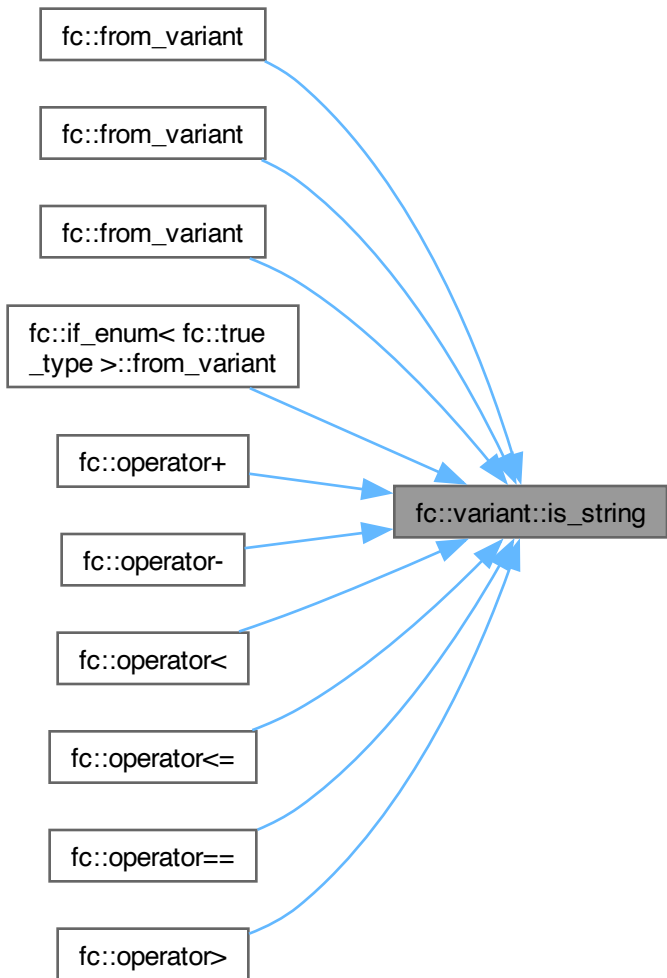 fc::from_variant
fc::from_variant
fc::from_variant
fc::if_enum< fc::true
_type >::from_variant
fc::operator+
fc::variant::is_string
fc::operator-
fc::operator<
fc::operator<=
fc::operator==
fc::operator>